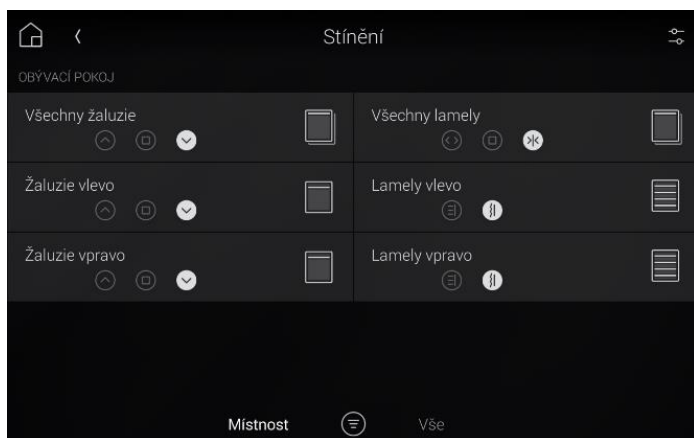 Stínění
OBÝVACÍ POKOJ
Všechny žaluzie
Všechny lamely
Žaluzie vlevo
Lamely vlevo
Žaluzie vpravo
Lamely vpravo
Místnost
Vše